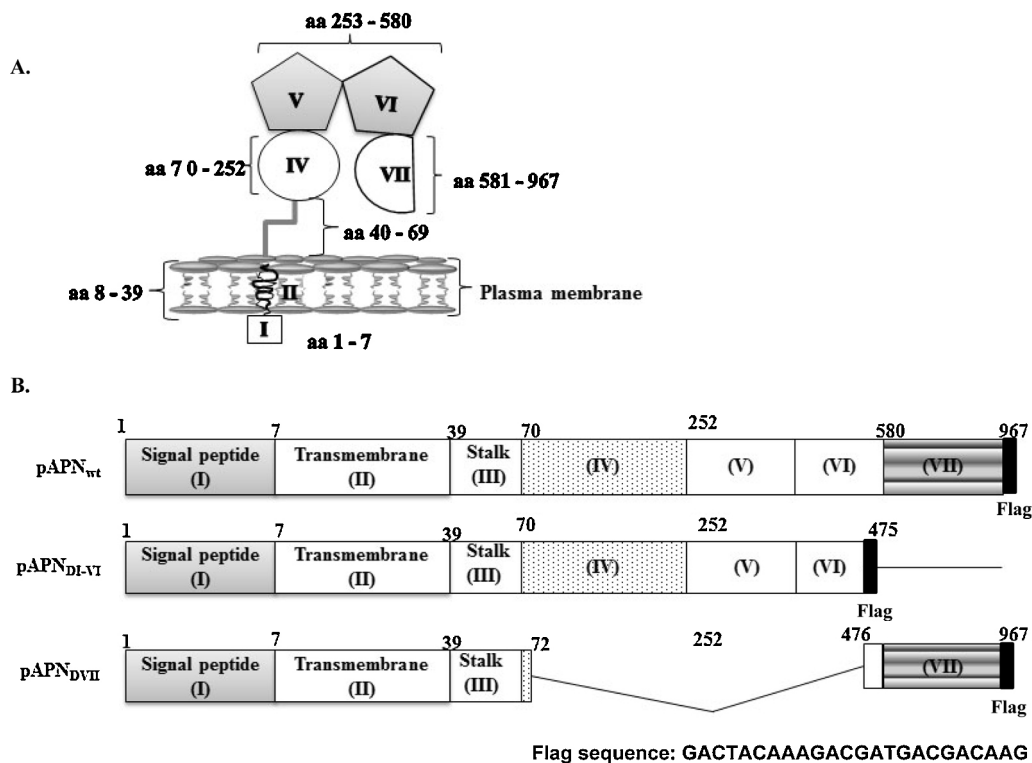 A.
aa 253 - 580
V
VI
aa 7 0 - 252
IV
VII
aa 581 - 967
aa 40 - 69
aa 8 - 39
II
Plasma membrane
I
aa 1 - 7
B.
1 7 39 70 252 580 967
pAPNwt
Signal peptide (I)
Transmembrane (II)
Stalk (III)
(IV)
(V)
(VI)
(VII)
Flag
1 7 39 70 252 475
pAPNDI-VI
Signal peptide (I)
Transmembrane (II)
Stalk (III)
(IV)
(V)
(VI)
Flag
1 7 39 72 252 476 967
pAPNDVII
Signal peptide (I)
Transmembrane (II)
Stalk (III)
(VII)
Flag
Flag sequence: GACTACAAAGACGATGACGACAAG